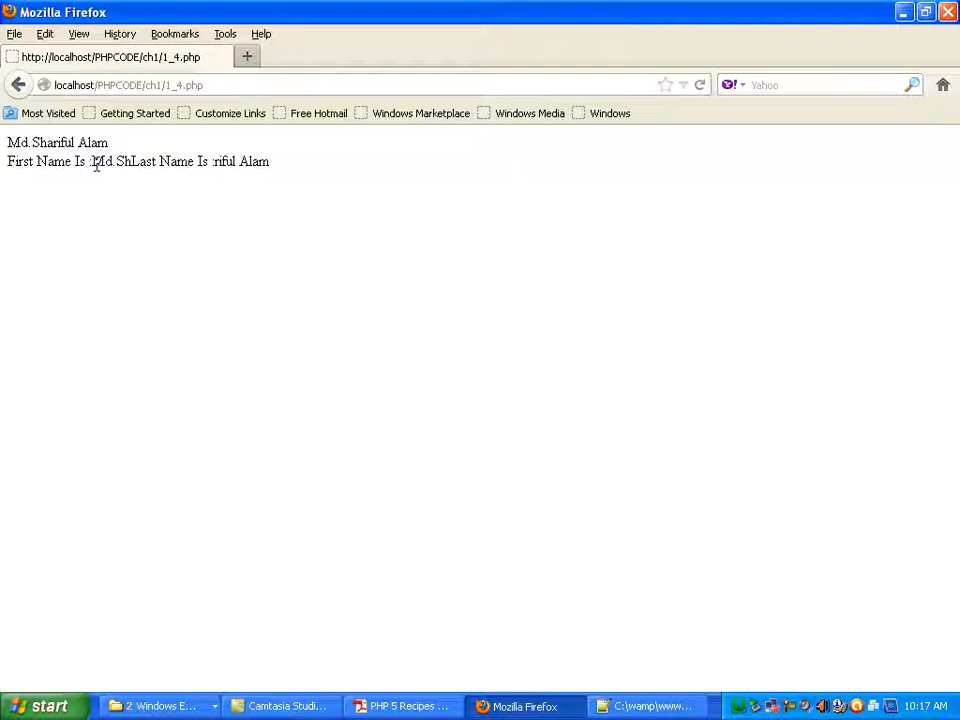 Mozilla Firefox
File Edit View History Bookmarks Tools Help
http://localhost/PHPCODE/ch1/1_4.php
localhost/PHPCODE/ch1/1_4.php Yahoo
Most Visited Getting Started Customize Links Free Hotmail Windows Marketplace Windows Media Windows
Md.Shariful Alam
First Name Is :Md.ShLast Name Is :riful Alam
start 2 Windows E... Camtasia Studi... PHP 5 Recipes ... Mozilla Firefox C:\wamp\www... 10:17 AM